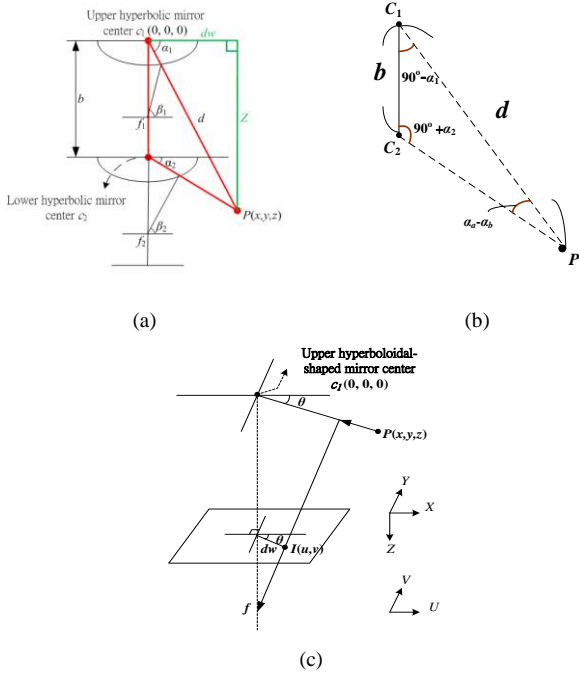 Upper hyperbolic mirror
center c₁(0, 0, 0)
dw
α₁
b
β₁
f₁
d
Z
α₂
Lower hyperbolic mirror
center c₂
P(x,y,z)
β₂
f₂
(a)
C₁
b
90°-α₁
d
C₂
90°+α₂
αₐ-α_b
P
(b)
Upper hyperboloidal-
shaped mirror center
c₁(0, 0, 0)
θ
P(x,y,z)
Y
X
Z
θ
dw
I(u,v)
V
f
U
(c)